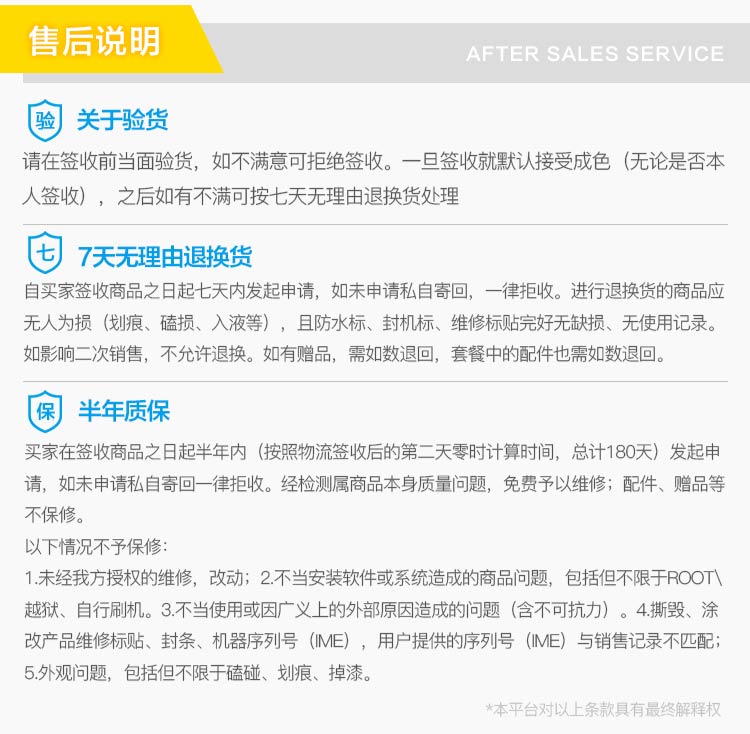 售后说明
AFTER SALES SERVICE
验 关于验货
请在签收前当面验货，如不满意可拒绝签收。一旦签收就默认接受成色（无论是否本
人签收），之后如有不满可按七天无理由退换货处理
七 7天无理由退换货
自买家签收商品之日起七天内发起申请，如未申请私自寄回，一律拒收。进行退换货的商品应
无人为损（划痕、磕损、入液等），且防水标、封机标、维修标贴完好无缺损、无使用记录。
如影响二次销售，不允许退换。如有赠品，需如数退回，套餐中的配件也需如数退回。
保 半年质保
买家在签收商品之日起半年内（按照物流签收后的第二天零时计算时间，总计180天）发起申
请，如未申请私自寄回一律拒收。经检测属商品本身质量问题，免费予以维修；配件、赠品等
不保修。
以下情况不予保修：
1.未经我方授权的维修，改动；2.不当安装软件或系统造成的商品问题，包括但不限于ROOT\
越狱、自行刷机。3.不当使用或因广义上的外部原因造成的问题（含不可抗力）。4.撕毁、涂
改产品维修标贴、封条、机器序列号（IME），用户提供的序列号（IME）与销售记录不匹配；
5.外观问题，包括但不限于磕碰、划痕、掉漆。
*本平台对以上条款具有最终解释权